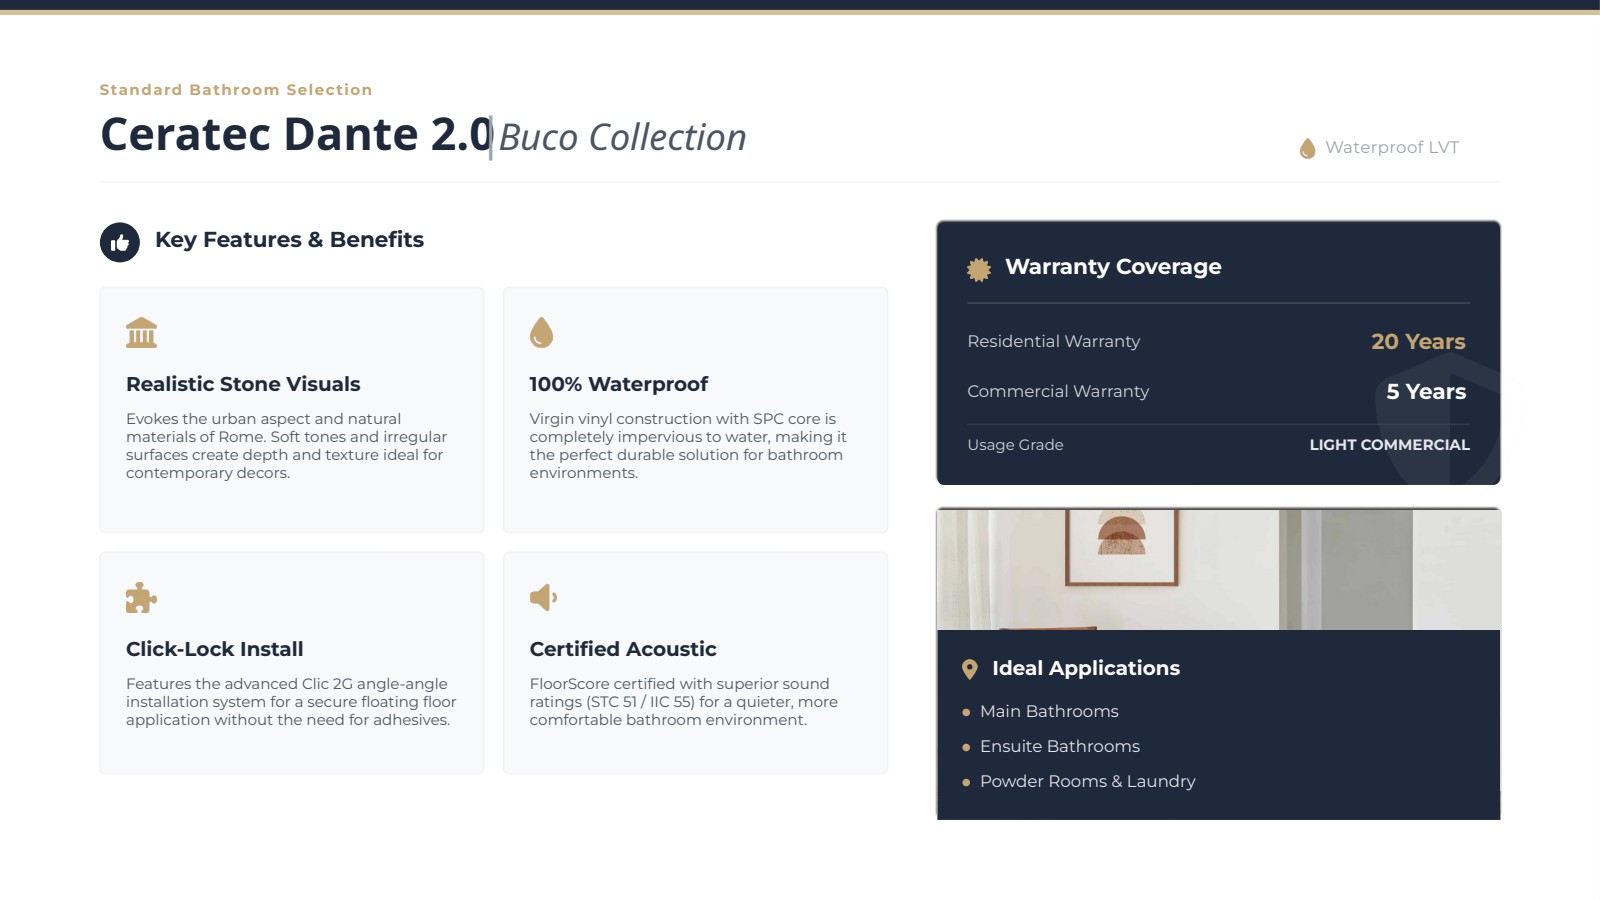 Standard Bathroom Selection
Ceratec Dante 2.0 Buco Collection
Waterproof LVT
Key Features & Benefits
Realistic Stone Visuals
Evokes the urban aspect and natural
materials of Rome. Soft tones and irregular
surfaces create depth and texture ideal for
contemporary decors.
100% Waterproof
Virgin vinyl construction with SPC core is
completely impervious to water, making it
the perfect durable solution for bathroom
environments.
Click-Lock Install
Features the advanced Clic 2G angle-angle
installation system for a secure floating floor
application without the need for adhesives.
Certified Acoustic
FloorScore certified with superior sound
ratings (STC 51 / IIC 55) for a quieter, more
comfortable bathroom environment.
Warranty Coverage
Residential Warranty 20 Years
Commercial Warranty 5 Years
Usage Grade LIGHT COMMERCIAL
Ideal Applications
Main Bathrooms
Ensuite Bathrooms
Powder Rooms & Laundry